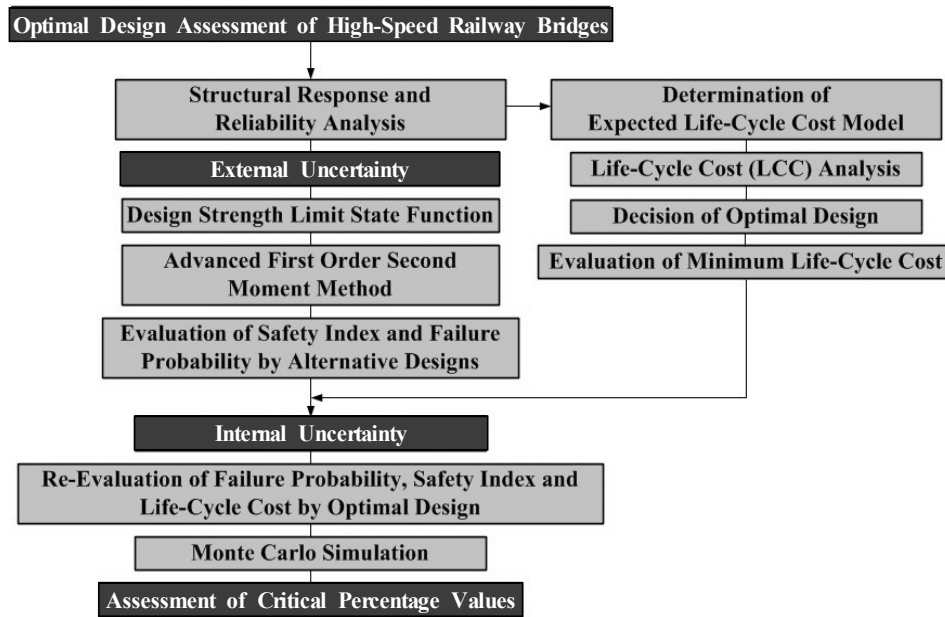 Optimal Design Assessment of High-Speed Railway Bridges
Structural Response and
Reliability Analysis
Determination of
Expected Life-Cycle Cost Model
External Uncertainty
Life-Cycle Cost (LCC) Analysis
Design Strength Limit State Function
Decision of Optimal Design
Advanced First Order Second
Moment Method
Evaluation of Minimum Life-Cycle Cost
Evaluation of Safety Index and Failure
Probability by Alternative Designs
Internal Uncertainty
Re-Evaluation of Failure Probability, Safety Index and
Life-Cycle Cost by Optimal Design
Monte Carlo Simulation
Assessment of Critical Percentage Values